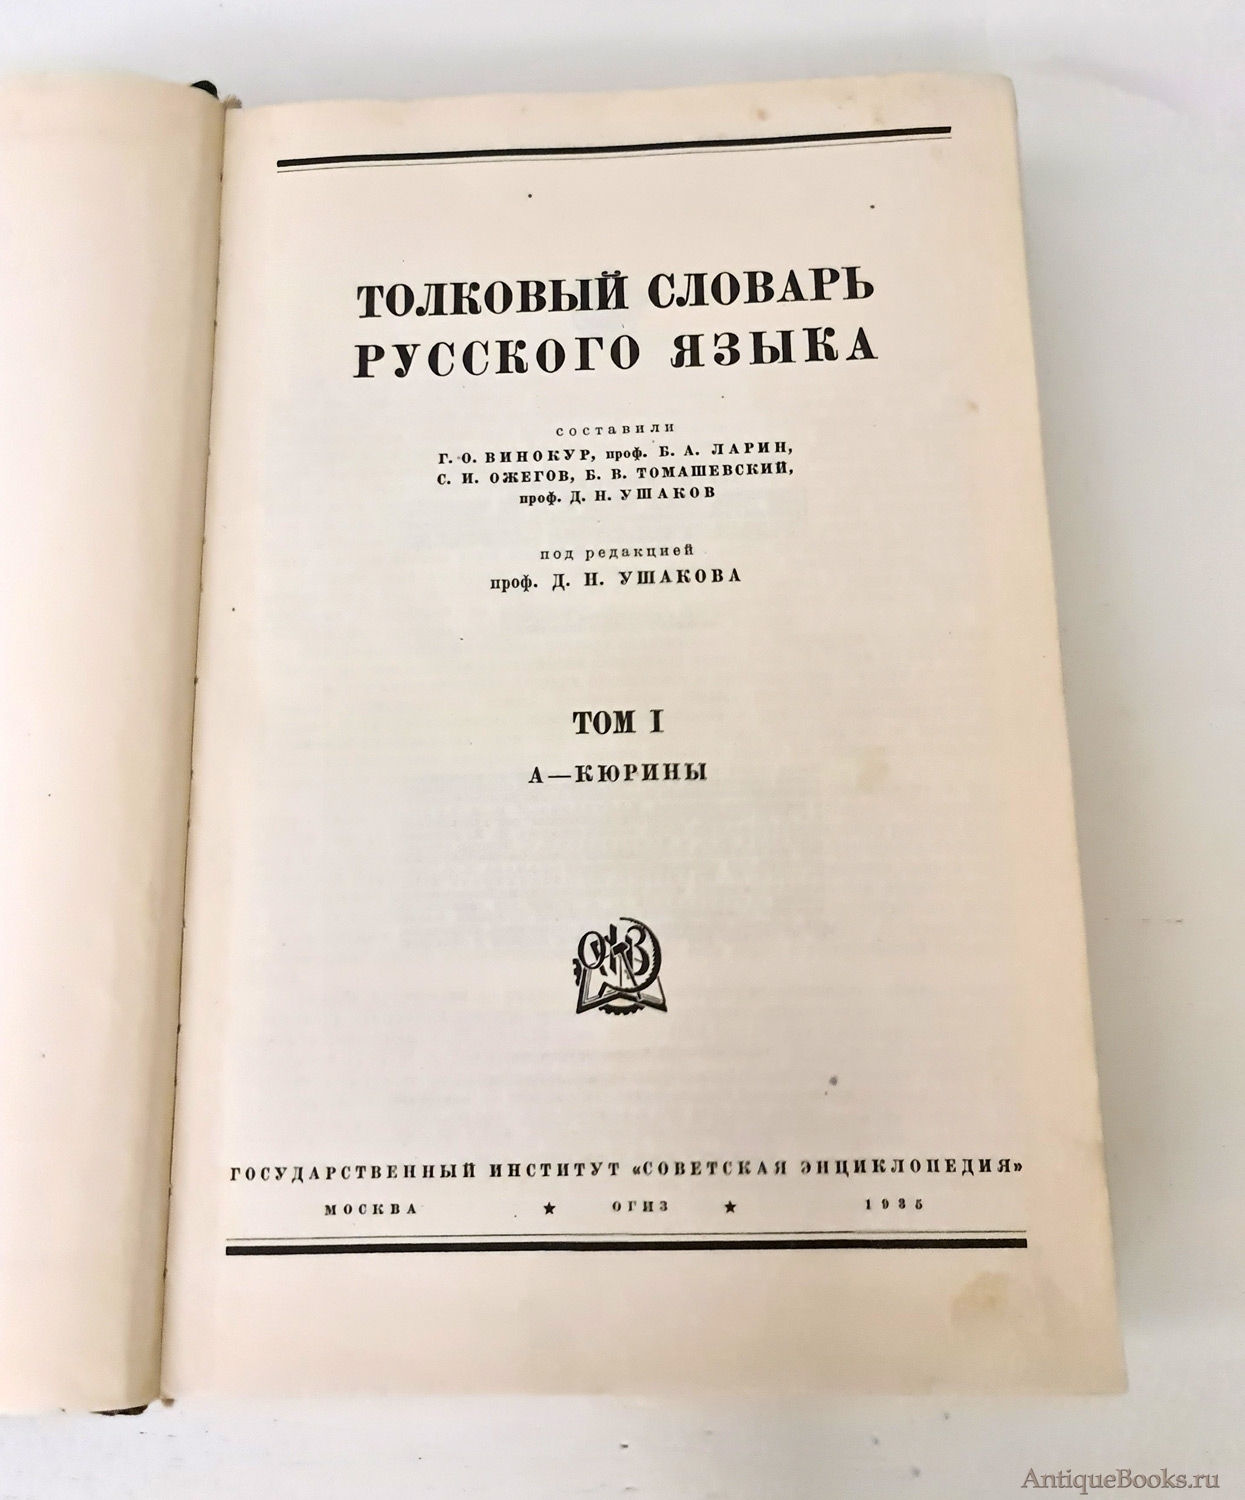 ТОЛКОВЫЙ СЛОВАРЬ
РУССКОГО ЯЗЫКА
составили
Г. О. ВИНОКУР, проф. Б. А. ЛАРИН,
С. И. ОЖЕГОВ, Б. В. ТОМАШЕВСКИЙ,
проф. Д. Н. УШАКОВ
под редакцией
проф. Д. Н. УШАКОВА
ТОМ I
А—КЮРИНЫ
ГОСУДАРСТВЕННЫЙ ИНСТИТУТ «СОВЕТСКАЯ ЭНЦИКЛОПЕДИЯ»
МОСКВА ★ ОГИЗ ★ 1935
AntiqueBooks.ru